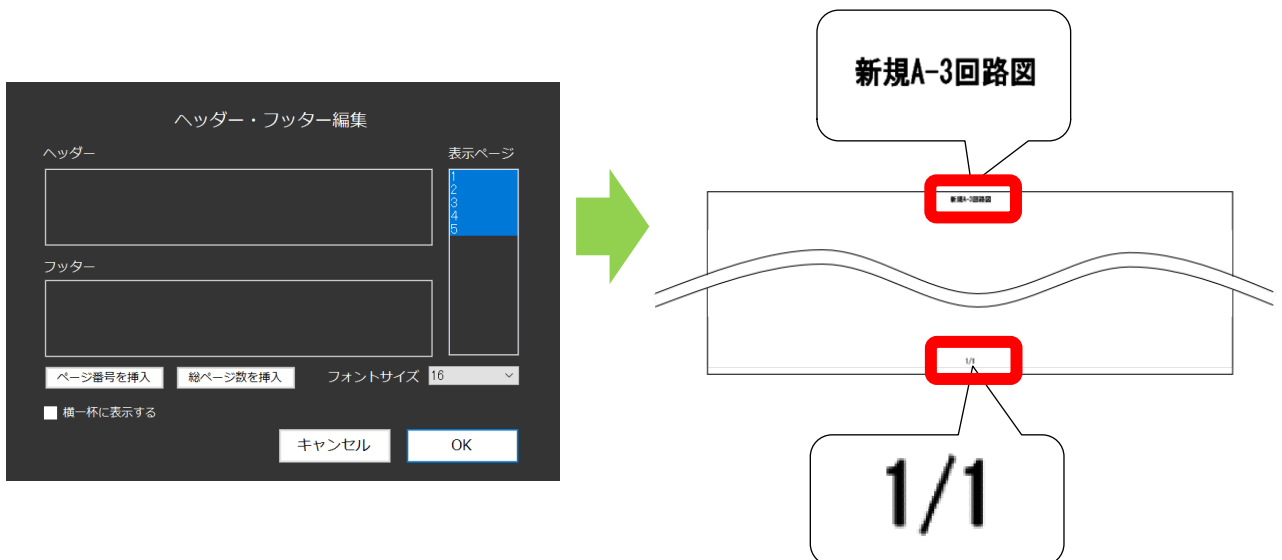 ヘッダー・フッター編集
ヘッダー
表示ページ
1
2
3
4
5
フッター
ページ番号を挿入
総ページ数を挿入
フォントサイズ
16
横一杯に表示する
キャンセル
OK
新規A-3回路図
新規A-3回路図
1/1
1/1